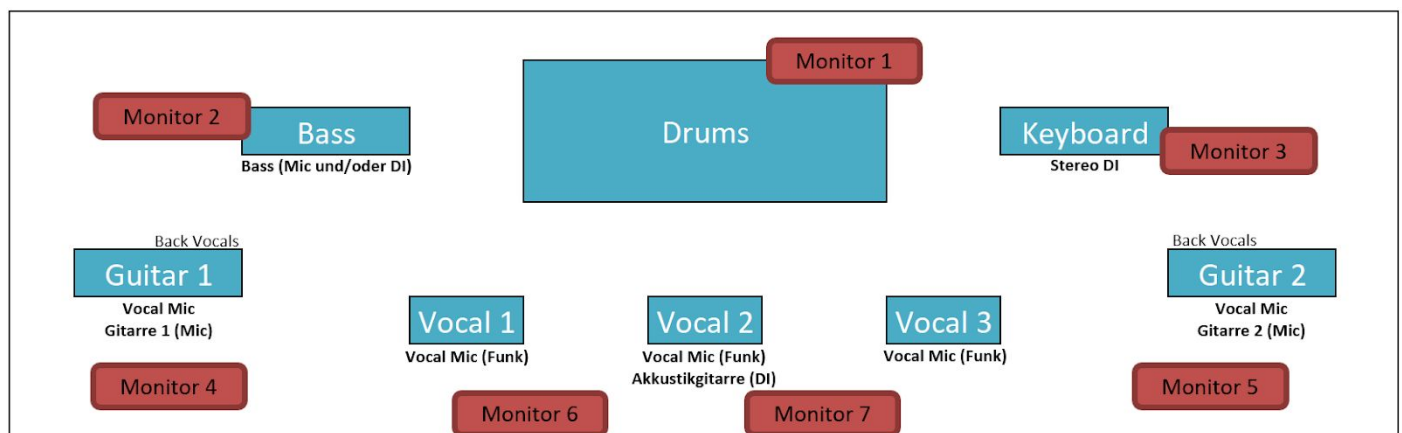 Monitor 1
Monitor 2
Bass
Drums
Keyboard
Monitor 3
Bass (Mic und/oder DI)
Stereo DI
Back Vocals
Guitar 1
Vocal Mic
Gitarre 1 (Mic)
Back Vocals
Guitar 2
Vocal Mic
Gitarre 2 (Mic)
Vocal 1
Vocal Mic (Funk)
Vocal 2
Vocal Mic (Funk)
Akkustikgitarre (DI)
Vocal 3
Vocal Mic (Funk)
Monitor 4
Monitor 5
Monitor 6
Monitor 7